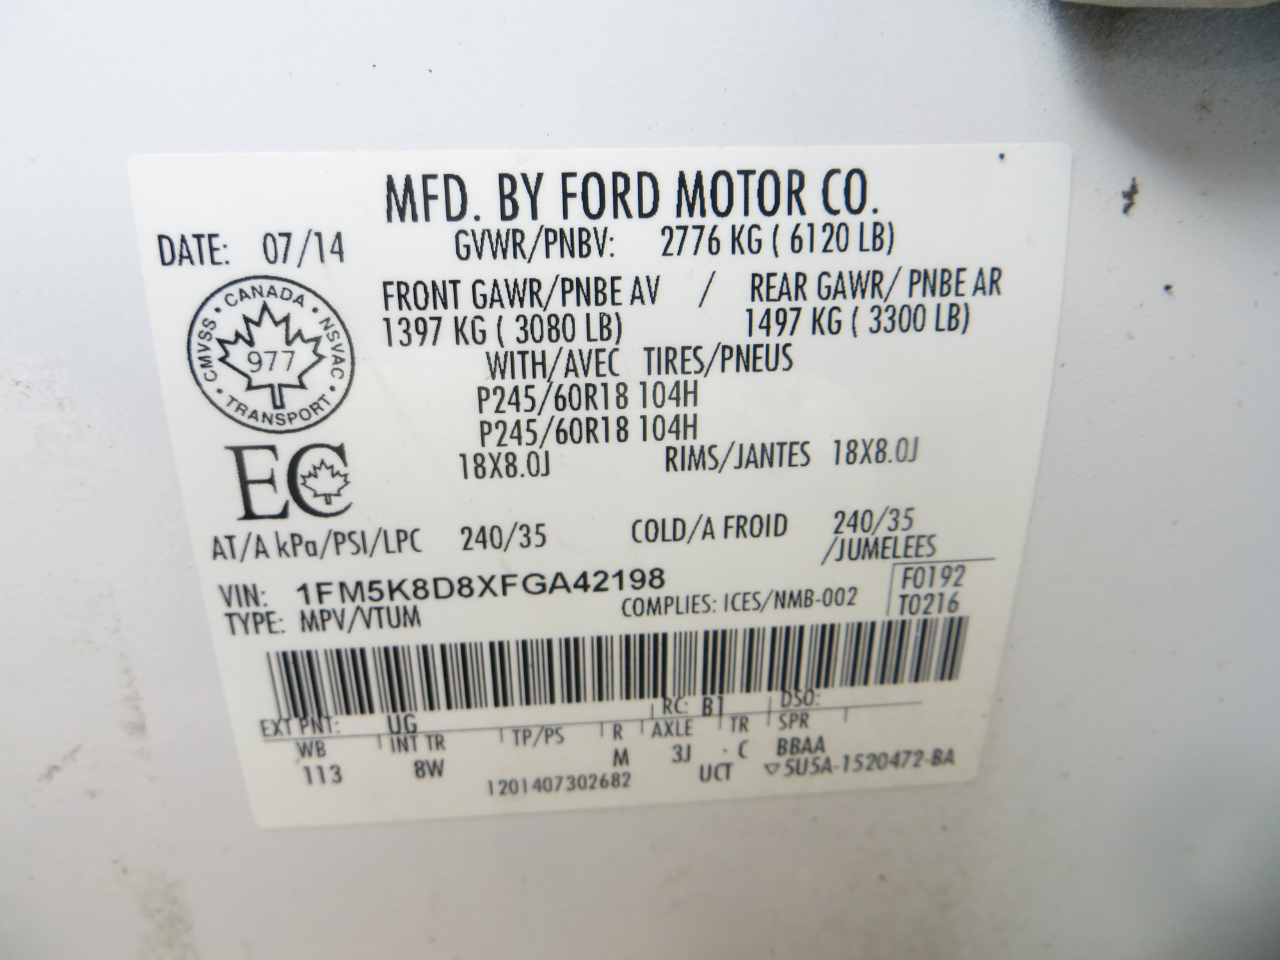 MFD. BY FORD MOTOR CO.
DATE: 07/14 GVWR/PNBV: 2776 KG ( 6120 LB)
FRONT GAWR/PNBE AV / REAR GAWR/ PNBE AR
1397 KG ( 3080 LB) 1497 KG ( 3300 LB)
WITH/AVEC TIRES/PNEUS
P245/60R18 104H
P245/60R18 104H
18X8.0J RIMS/JANTES 18X8.0J
CANADA
CMVSS 977 NSVAC
TRANSPORT
EC
AT/A kPa/PSI/LPC 240/35 COLD/A FROID 240/35
/JUMELEES
VIN: 1FM5K8D8XFGA42198 F0192
TYPE: MPV/VTUM COMPLIES: ICES/NMB-002 T0216
EXT PNT: UG RC: B1 DSO:
WB INT TR TP/PS R AXLE TR SPR
113 8W M 3J C BBAA
1201407302682 UCT ▽5U5A-1520472-BA